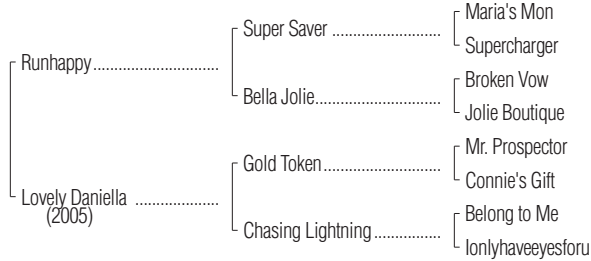 Maria's Mon
Super Saver ......................
Supercharger
Runhappy..........................
Broken Vow
Bella Jolie..........................
Jolie Boutique
Mr. Prospector
Gold Token........................
Connie's Gift
Lovely Daniella .................
(2005)
Belong to Me
Chasing Lightning..............
Ionlyhaveeyesforu